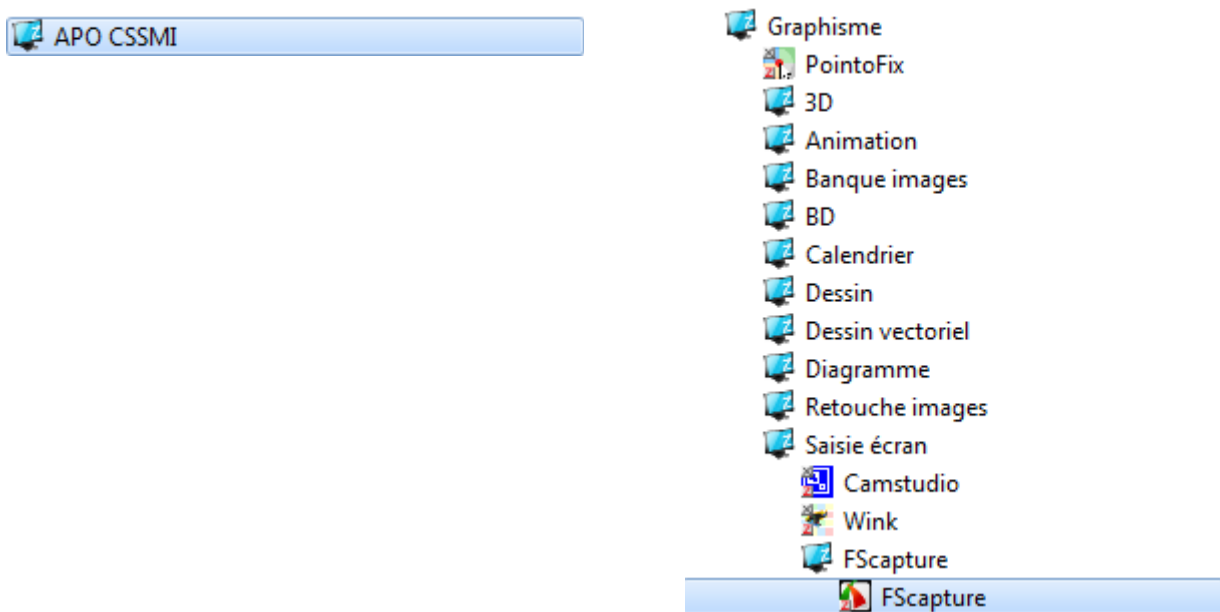 APO CSSMI
Graphisme
PointoFix
3D
Animation
Banque images
BD
Calendrier
Dessin
Dessin vectoriel
Diagramme
Retouche images
Saisie écran
Camstudio
Wink
FScapture
FScapture